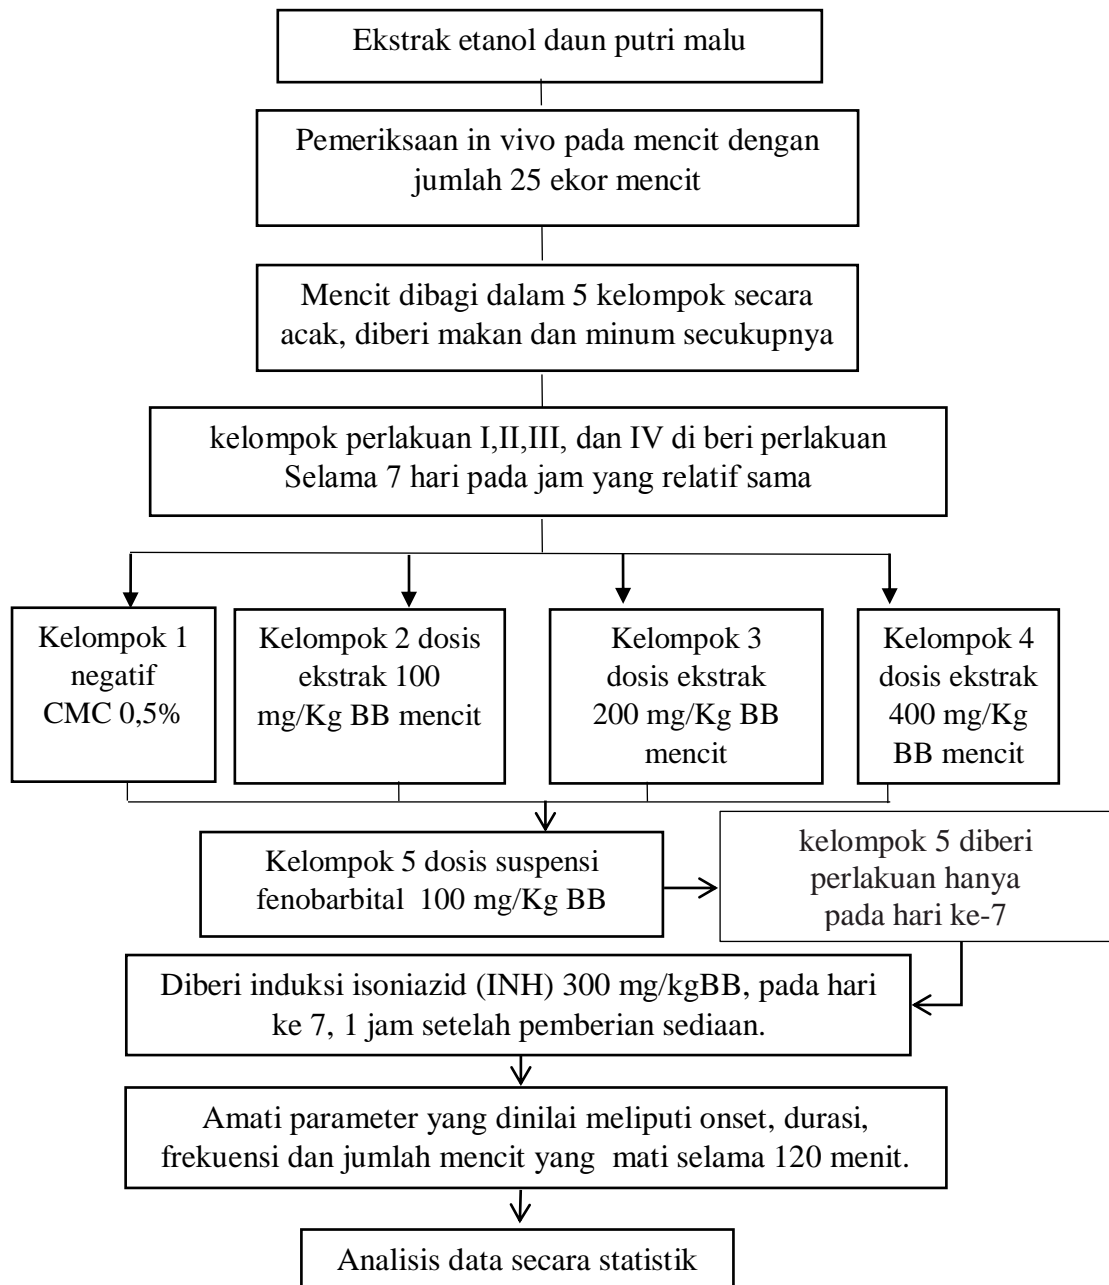 Ekstrak etanol daun putri malu
Pemeriksaan in vivo pada mencit dengan
jumlah 25 ekor mencit
Mencit dibagi dalam 5 kelompok secara
acak, diberi makan dan minum secukupnya
kelompok perlakuan I,II,III, dan IV di beri perlakuan
Selama 7 hari pada jam yang relatif sama
Kelompok 1
negatif
CMC 0,5%
Kelompok 2 dosis
ekstrak 100
mg/Kg BB mencit
Kelompok 3
dosis ekstrak
200 mg/Kg BB
mencit
Kelompok 4
dosis ekstrak
400 mg/Kg
BB mencit
Kelompok 5 dosis suspensi
fenobarbital 100 mg/Kg BB
kelompok 5 diberi
perlakuan hanya
pada hari ke-7
Diberi induksi isoniazid (INH) 300 mg/kgBB, pada hari
ke 7, 1 jam setelah pemberian sediaan.
Amati parameter yang dinilai meliputi onset, durasi,
frekuensi dan jumlah mencit yang mati selama 120 menit.
Analisis data secara statistik